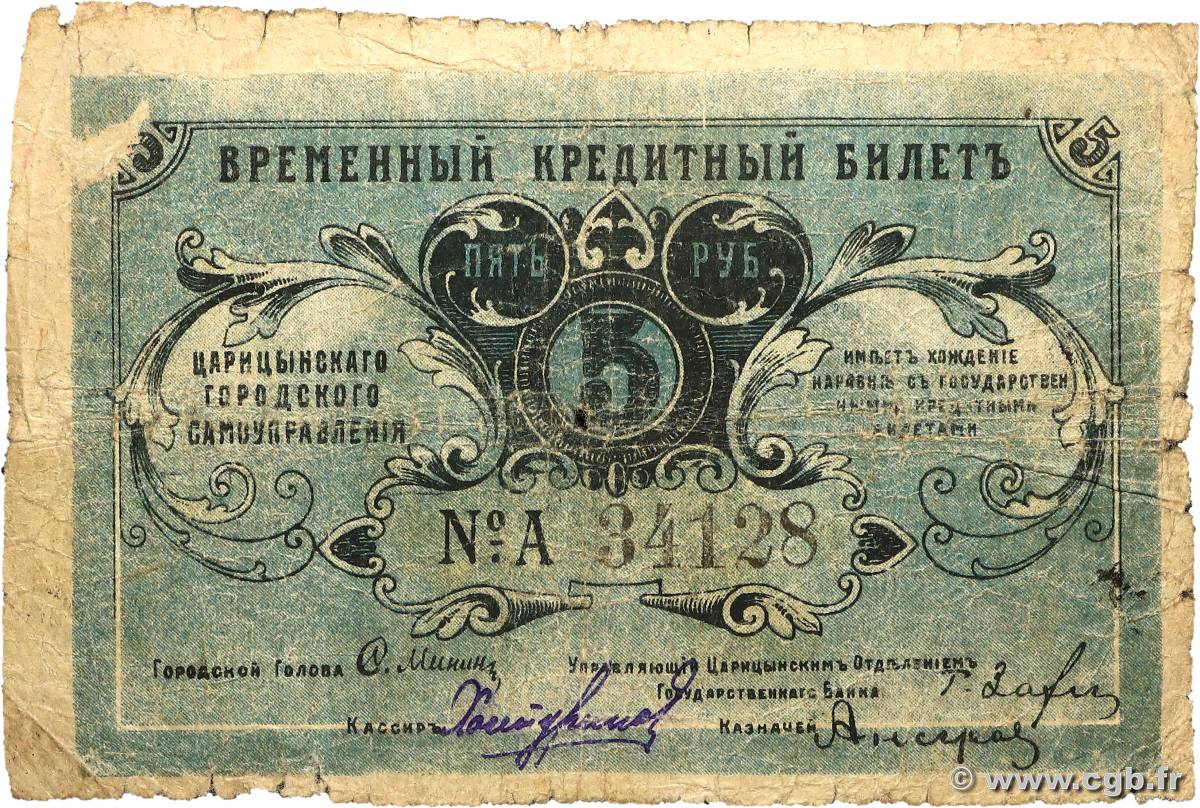 5
5
ВРЕМЕННЫЙ КРЕДИТНЫЙ БИЛЕТЪ
ПЯТЬ РУБ
5
ЦАРИЦЫНСКАГО
ГОРОДСКОГО
САМОУПРАВЛЕНІЯ
ИМѢЕТЪ ХОЖДЕНІЕ
НАРАВНѢ СЪ ГОСУДАРСТВЕН
НЫМИ КРЕДИТНЫМИ
БИЛЕТАМИ
№: А 34128
Городской Голова С. Мининъ
Управляющій Царицынскимъ Отдѣленіемъ
Государственнаго Банка
Кассиръ
Казначей
© www.cgb.fr